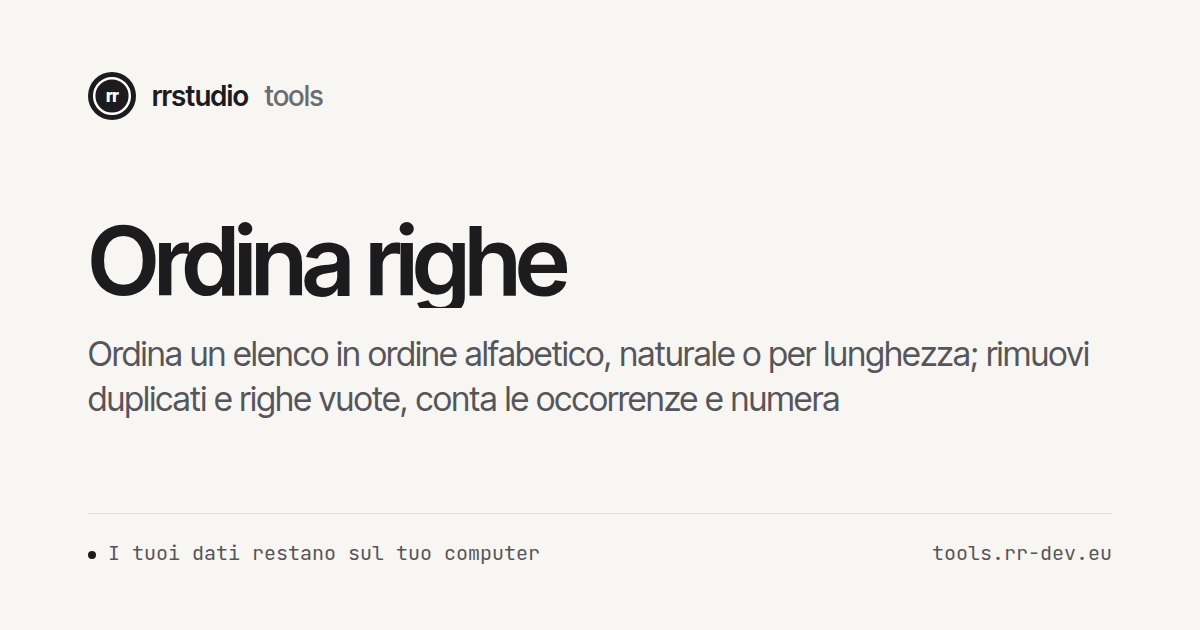 rr rrstudio tools
Ordina righe
Ordina un elenco in ordine alfabetico, naturale o per lunghezza; rimuovi
duplicati e righe vuote, conta le occorrenze e numera
I tuoi dati restano sul tuo computer
tools.rr-dev.eu